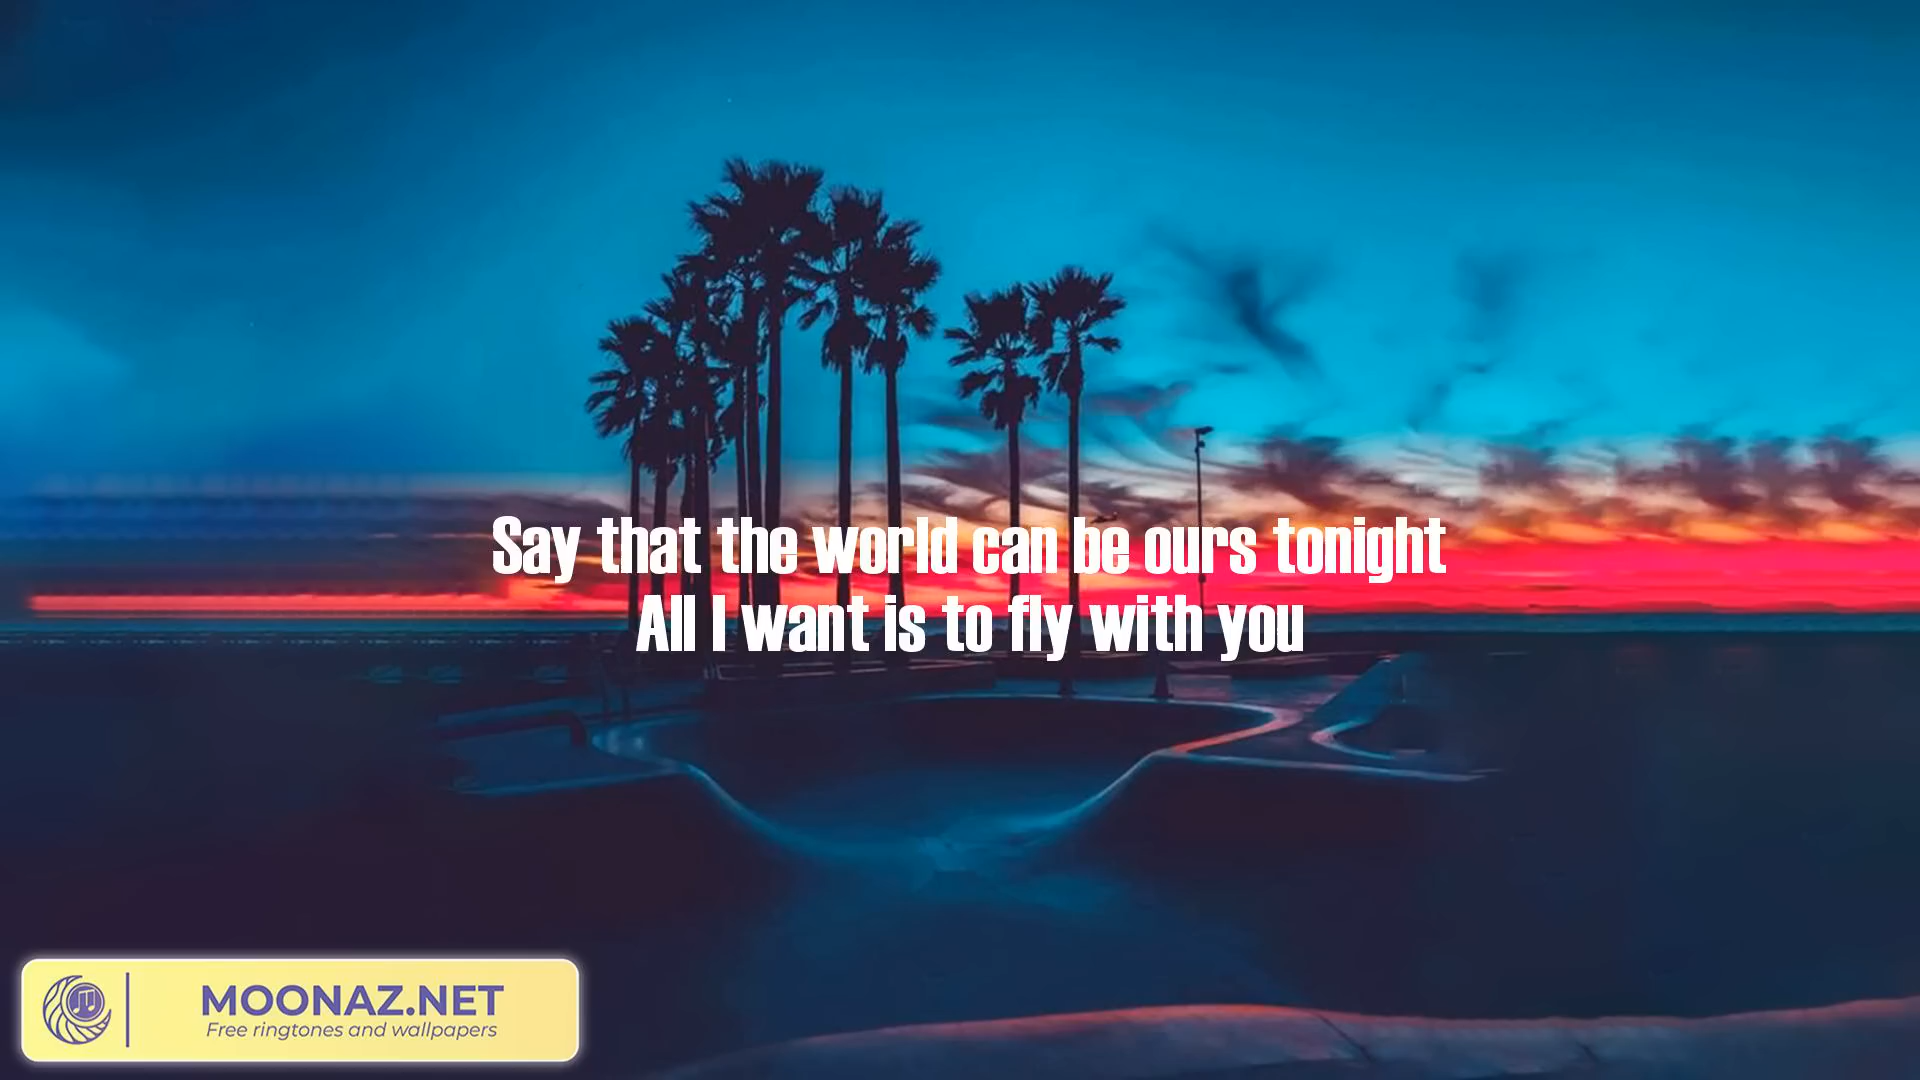 Say that the world can be ours tonight
All I want is to fly with you
MOONAZ.NET
Free ringtones and wallpapers